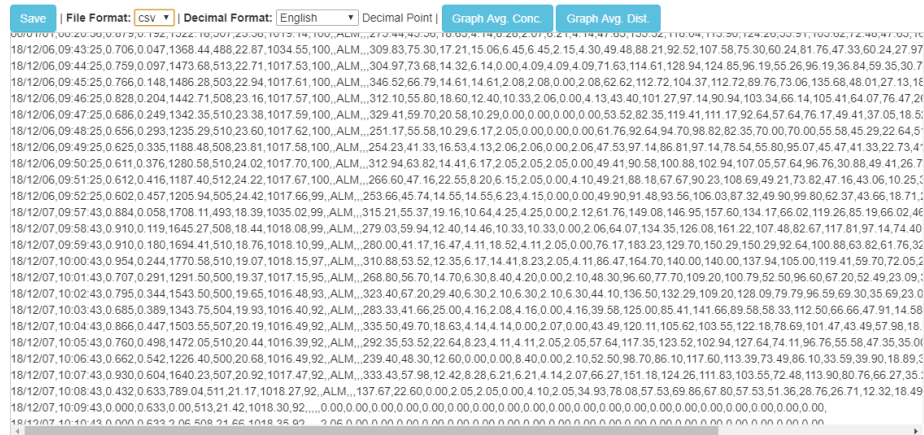 Save | File Format: csv | Decimal Format: English Decimal Point | Graph Avg. Conc. Graph Avg. Dist.
18/12/06,09:43:25,0.706,0.047,1368.44,488,22.87,1034.55,100,,ALM,,,309.83,75.30,17.21,15.06,6.45,6.45,2.15,4.30,49.48,88.21,92.52,107.58,75.30,60.24,81.76,47.33,60.24,27.97
18/12/06,09:44:25,0.759,0.097,1473.68,513,22.71,1017.53,100,,ALM,,,304.97,73.68,14.32,6.14,0.00,4.09,4.09,4.09,71.63,114.61,128.94,124.85,96.19,55.26,96.19,36.84,59.35,30.7
18/12/06,09:45:25,0.766,0.148,1486.28,503,22.94,1017.61,100,,ALM,,,346.52,66.79,14.61,14.61,2.08,2.08,0.00,2.08,62.62,112.72,104.37,112.72,89.76,73.06,135.68,48.01,27.13,18
18/12/06,09:46:25,0.828,0.204,1442.71,508,23.16,1017.57,100,,ALM,,,312.10,55.80,18.60,12.40,10.33,2.06,0.00,4.13,43.40,101.27,97.14,90.94,103.34,66.14,105.41,64.07,76.47,26
18/12/06,09:47:25,0.686,0.249,1342.35,510,23.38,1017.59,100,,ALM,,,329.41,59.70,20.58,10.29,0.00,0.00,0.00,0.00,53.52,82.35,119.41,111.17,92.64,57.64,76.17,49.41,37.05,18.5
18/12/06,09:48:25,0.656,0.293,1235.29,510,23.60,1017.62,100,,ALM,,,251.17,55.58,10.29,6.17,2.05,0.00,0.00,0.00,61.76,92.64,94.70,98.82,82.35,70.00,70.00,55.58,45.29,22.64,5
18/12/06,09:49:25,0.625,0.335,1188.48,508,23.81,1017.58,100,,ALM,,,254.23,41.33,16.53,4.13,2.06,2.06,0.00,2.06,47.53,97.14,86.81,97.14,78.54,55.80,95.07,45.47,41.33,22.73,4
18/12/06,09:50:25,0.611,0.376,1280.58,510,24.02,1017.70,100,,ALM,,,312.94,63.82,14.41,6.17,2.05,2.05,2.05,0.00,49.41,90.58,100.88,102.94,107.05,57.64,96.76,30.88,49.41,26.7
18/12/06,09:51:25,0.612,0.416,1187.40,512,24.22,1017.67,100,,ALM,,,266.60,47.16,22.55,8.20,6.15,2.05,0.00,4.10,49.21,88.18,67.67,90.23,108.69,49.21,73.82,47.16,43.06,10.25,
18/12/06,09:52:25,0.602,0.457,1205.94,505,24.42,1017.66,99,,ALM,,,253.66,45.74,14.55,14.55,6.23,4.15,0.00,0.00,49.90,91.48,93.56,106.03,87.32,49.90,99.80,62.37,43.66,18.71,
18/12/07,09:57:43,0.884,0.058,1708.11,493,18.39,1035.02,99,,ALM,,,315.21,55.37,19.16,10.64,4.25,4.25,0.00,2.12,61.76,149.08,146.95,157.60,134.17,66.02,119.26,85.19,66.02,46
18/12/07,09:58:43,0.910,0.119,1645.27,508,18.44,1018.08,99,,ALM,,,279.03,59.94,12.40,14.46,10.33,10.33,0.00,2.06,64.07,134.35,126.08,161.22,107.48,82.67,117.81,97.14,74.40
18/12/07,09:59:43,0.910,0.180,1694.41,510,18.76,1018.10,99,,ALM,,,280.00,41.17,16.47,4.11,18.52,4.11,2.05,0.00,76.17,183.23,129.70,150.29,150.29,92.64,100.88,63.82,61.76,32
18/12/07,10:00:43,0.954,0.244,1770.58,510,19.07,1018.15,97,,ALM,,,310.88,53.52,12.35,6.17,14.41,8.23,2.05,4.11,86.47,164.70,140.00,140.00,137.94,105.00,119.41,59.70,72.05,2
18/12/07,10:01:43,0.707,0.291,1291.50,500,19.37,1017.15,95,,ALM,,,268.80,56.70,14.70,6.30,8.40,4.20,0.00,2.10,48.30,96.60,77.70,109.20,100.79,52.50,96.60,67.20,52.49,23.09,
18/12/07,10:02:43,0.795,0.344,1543.50,500,19.65,1016.48,93,,ALM,,,323.40,67.20,29.40,6.30,2.10,6.30,2.10,6.30,44.10,136.50,132.29,109.20,128.09,79.79,96.59,69.30,35.69,23.0
18/12/07,10:03:43,0.685,0.389,1343.75,504,19.93,1016.40,92,,ALM,,,283.33,41.66,25.00,4.16,2.08,4.16,0.00,4.16,39.58,125.00,85.41,141.66,89.58,58.33,112.50,66.66,47.91,14.58
18/12/07,10:04:43,0.866,0.447,1503.55,507,20.19,1016.49,92,,ALM,,,335.50,49.70,18.63,4.14,4.14,0.00,2.07,0.00,43.49,120.11,105.62,103.55,122.18,78.69,101.47,43.49,57.98,18.
18/12/07,10:05:43,0.760,0.498,1472.05,510,20.44,1016.39,92,,ALM,,,292.35,53.52,22.64,8.23,4.11,4.11,2.05,2.05,57.64,117.35,123.52,102.94,127.64,74.11,96.76,55.58,47.35,35.0
18/12/07,10:06:43,0.662,0.542,1226.40,500,20.68,1016.49,92,,ALM,,,239.40,48.30,12.60,0.00,0.00,8.40,0.00,2.10,52.50,98.70,86.10,117.60,113.39,73.49,86.10,33.59,39.90,18.89,
18/12/07,10:07:43,0.930,0.604,1640.23,507,20.92,1017.47,92,,ALM,,,333.43,57.98,12.42,8.28,6.21,6.21,4.14,2.07,66.27,151.18,124.26,111.83,103.55,72.48,113.90,80.76,66.27,35.
18/12/07,10:08:43,0.432,0.633,789.04,511,21.17,1018.27,92,,ALM,,,137.67,22.60,0.00,2.05,2.05,0.00,4.10,2.05,34.93,78.08,57.53,69.86,67.80,57.53,51.36,28.76,26.71,12.32,18.49
18/12/07,10:09:43,0.000,0.633,0.00,513,21.42,1018.30,92,,,,,0.00,0.00,0.00,0.00,0.00,0.00,0.00,0.00,0.00,0.00,0.00,0.00,0.00,0.00,0.00,0.00,0.00,0.00,0.00,0.00,0.00,0.00,0.00,0.00,